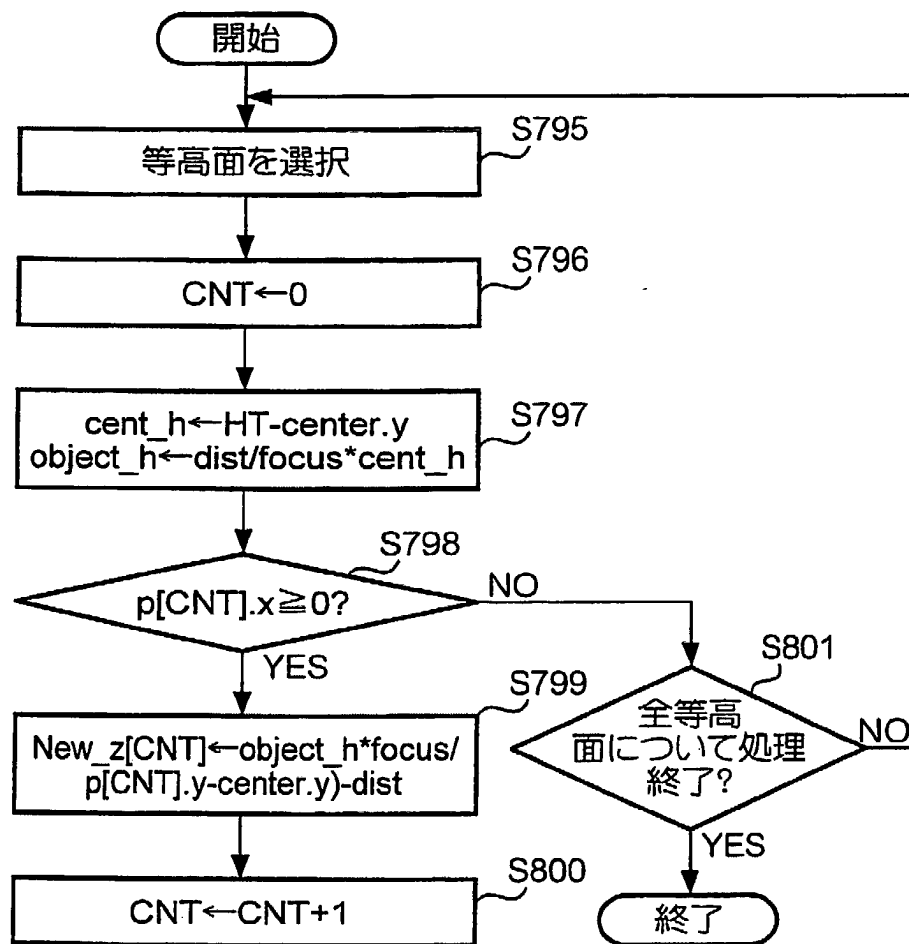 開始
S795
等高面を選択
S796
CNT←0
S797
cent_h←HT-center.y
object_h←dist/focus*cent_h
S798
p[CNT].x≧0?
NO
YES
S799
New_z[CNT]←object_h*focus/
p[CNT].y-center.y)-dist
S800
CNT←CNT+1
S801
全等高
面について処理
終了?
NO
YES
終了